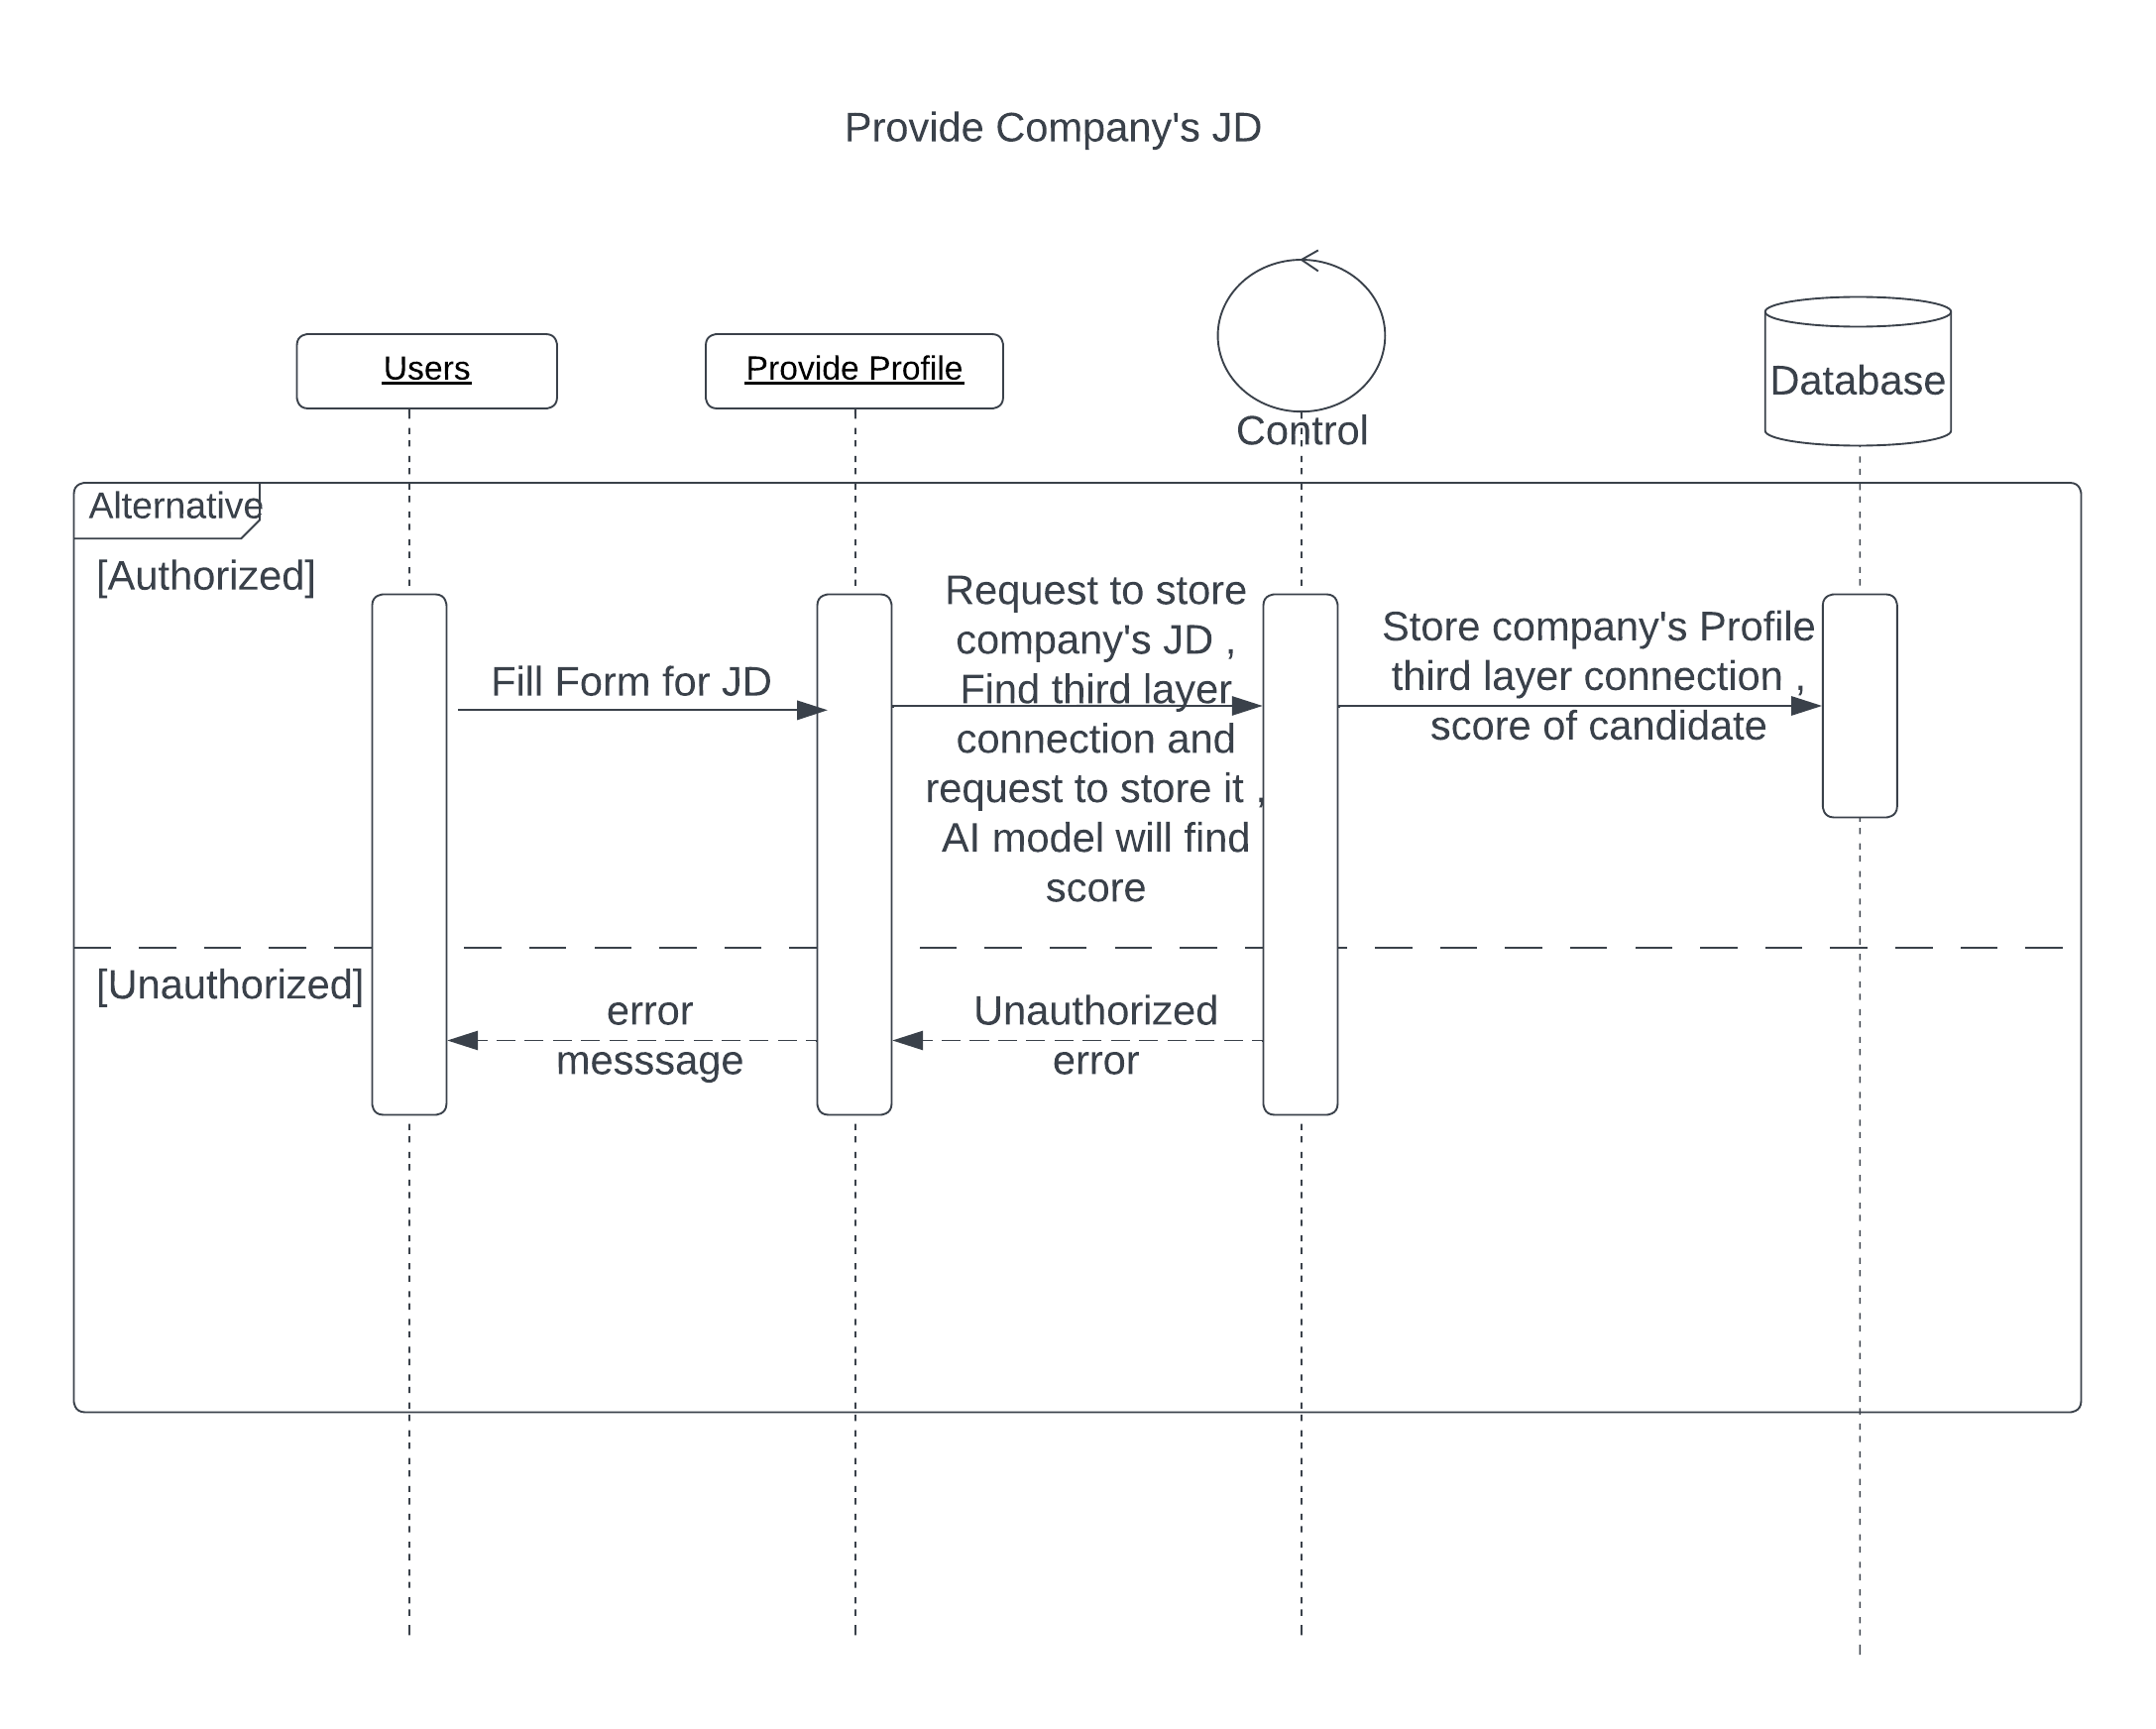 Provide Company's JD
Users
Provide Profile
Control
Database
Alternative
[Authorized]
Fill Form for JD
Request to store
company's JD ,
Find third layer
connection and
request to store it ,
AI model will find
score
Store company's Profile
third layer connection ,
score of candidate
[Unauthorized]
error
messsage
Unauthorized
error